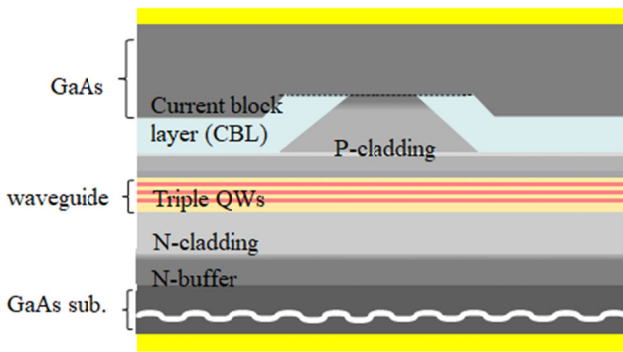 GaAs
Current block
layer (CBL)
P-cladding
waveguide
Triple QWs
N-cladding
N-buffer
GaAs sub.